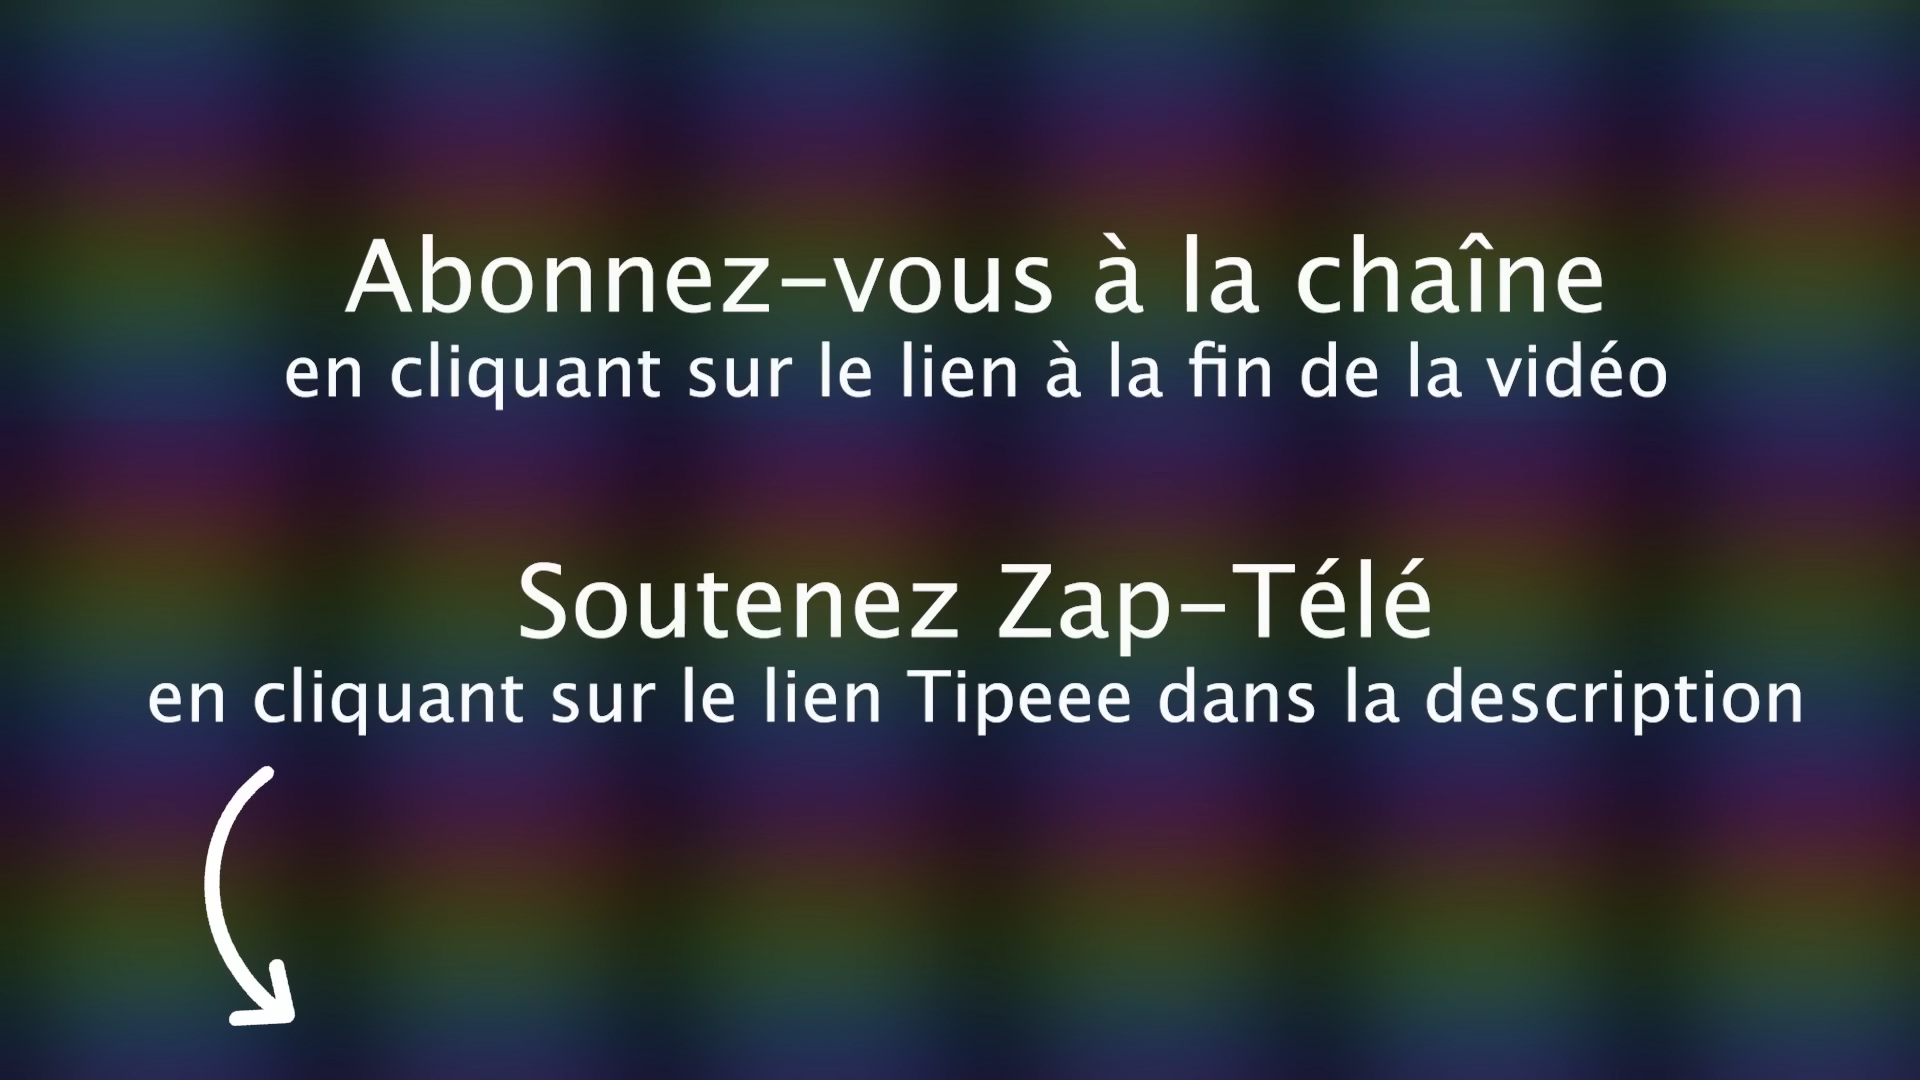 Abonnez-vous à la chaîne
en cliquant sur le lien à la fin de la vidéo
Soutenez Zap-Télé
en cliquant sur le lien Tipeee dans la description